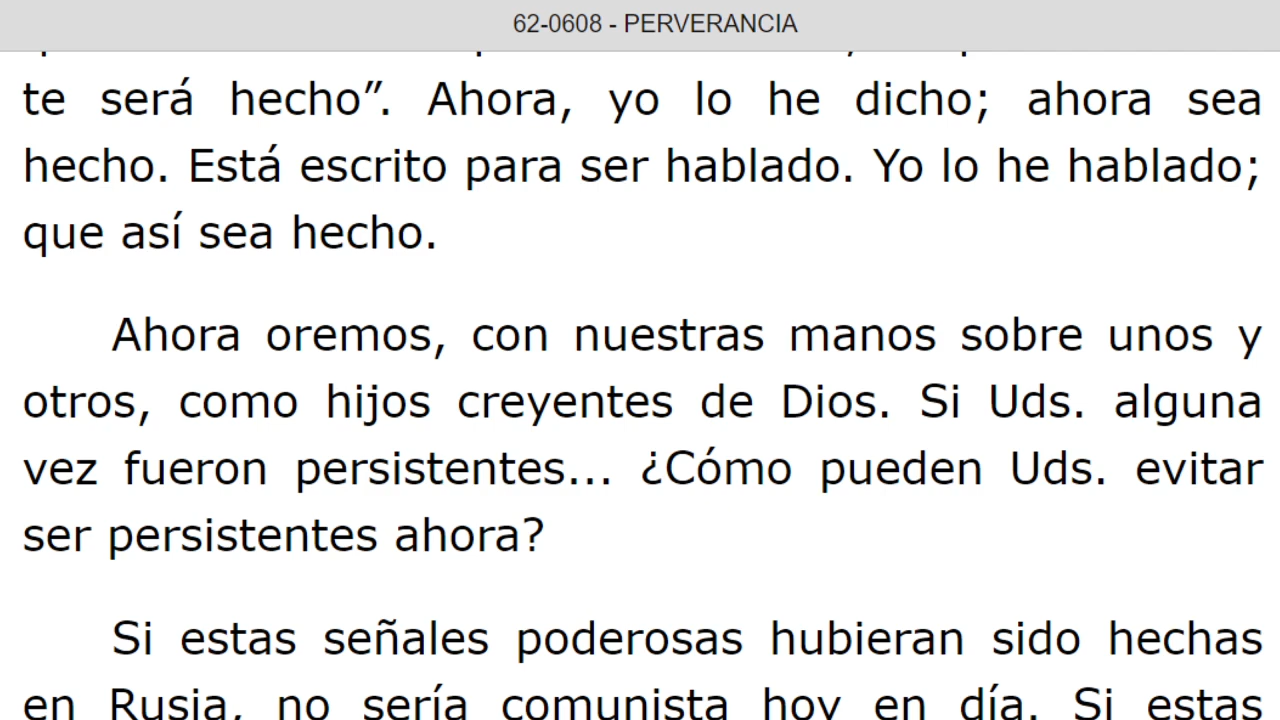 62-0608 - PERVERANCIA
te será hecho”. Ahora, yo lo he dicho; ahora sea
hecho. Está escrito para ser hablado. Yo lo he hablado;
que así sea hecho.
Ahora oremos, con nuestras manos sobre unos y
otros, como hijos creyentes de Dios. Si Uds. alguna
vez fueron persistentes... ¿Cómo pueden Uds. evitar
ser persistentes ahora?
Si estas señales poderosas hubieran sido hechas
en Rusia, no sería comunista hoy en día. Si estas